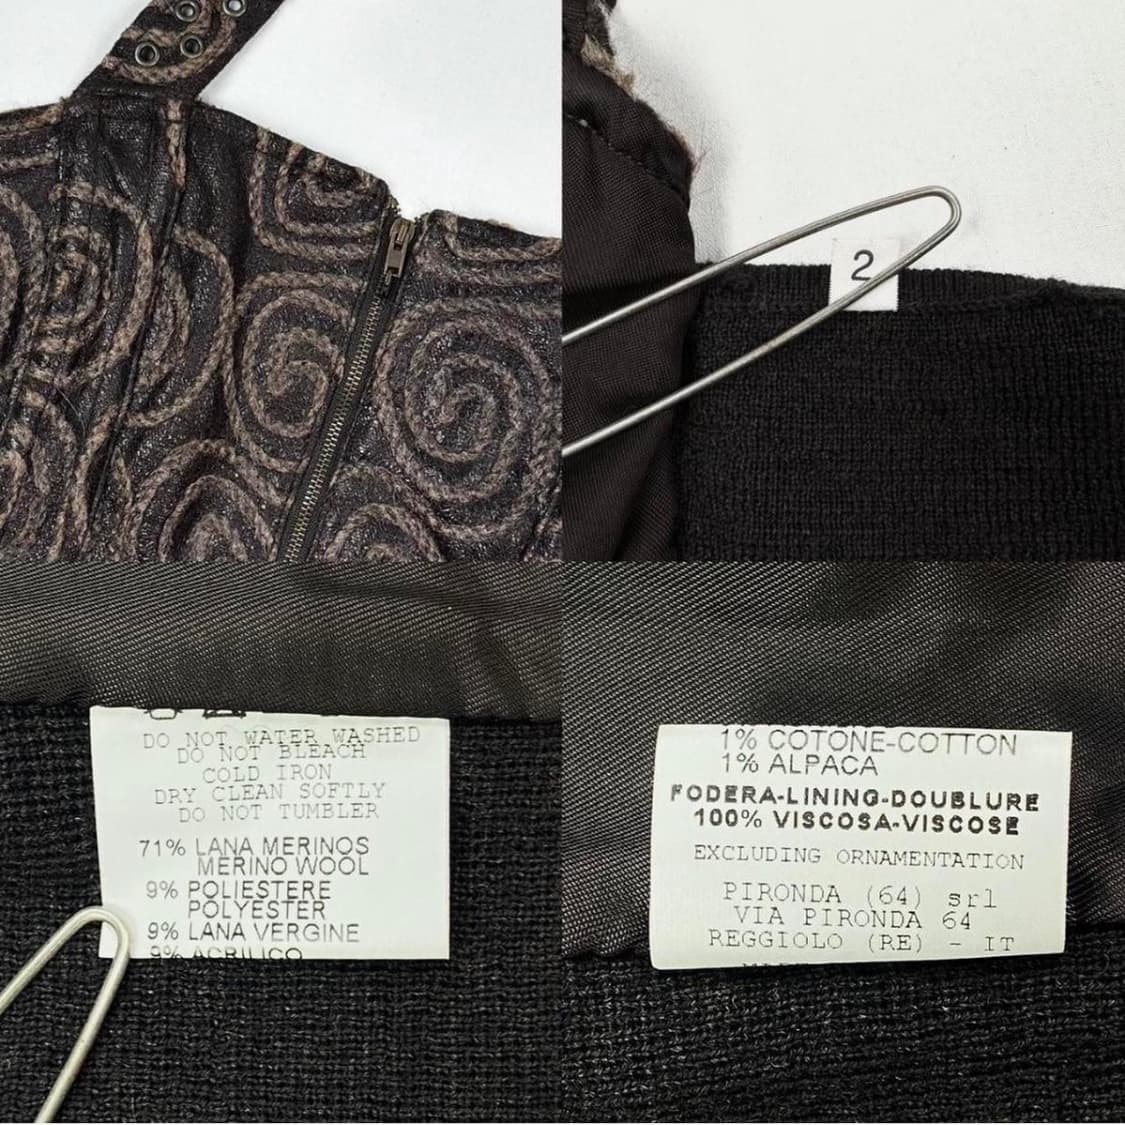 2
DO NOT WATER WASHED
DO NOT BLEACH
COLD IRON
DRY CLEAN SOFTLY
DO NOT TUMBLER
71% LANA MERINOS
MERINO WOOL
9% POLIESTERE
POLYESTER
9% LANA VERGINE
9% ACRILICO
1% COTONE-COTTON
1% ALPACA
FODERA-LINING-DOUBLURE
100% VISCOSA-VISCOSE
EXCLUDING ORNAMENTATION
PIRONDA (64) srl
VIA PIRONDA 64
REGGIOLO (RE) - IT